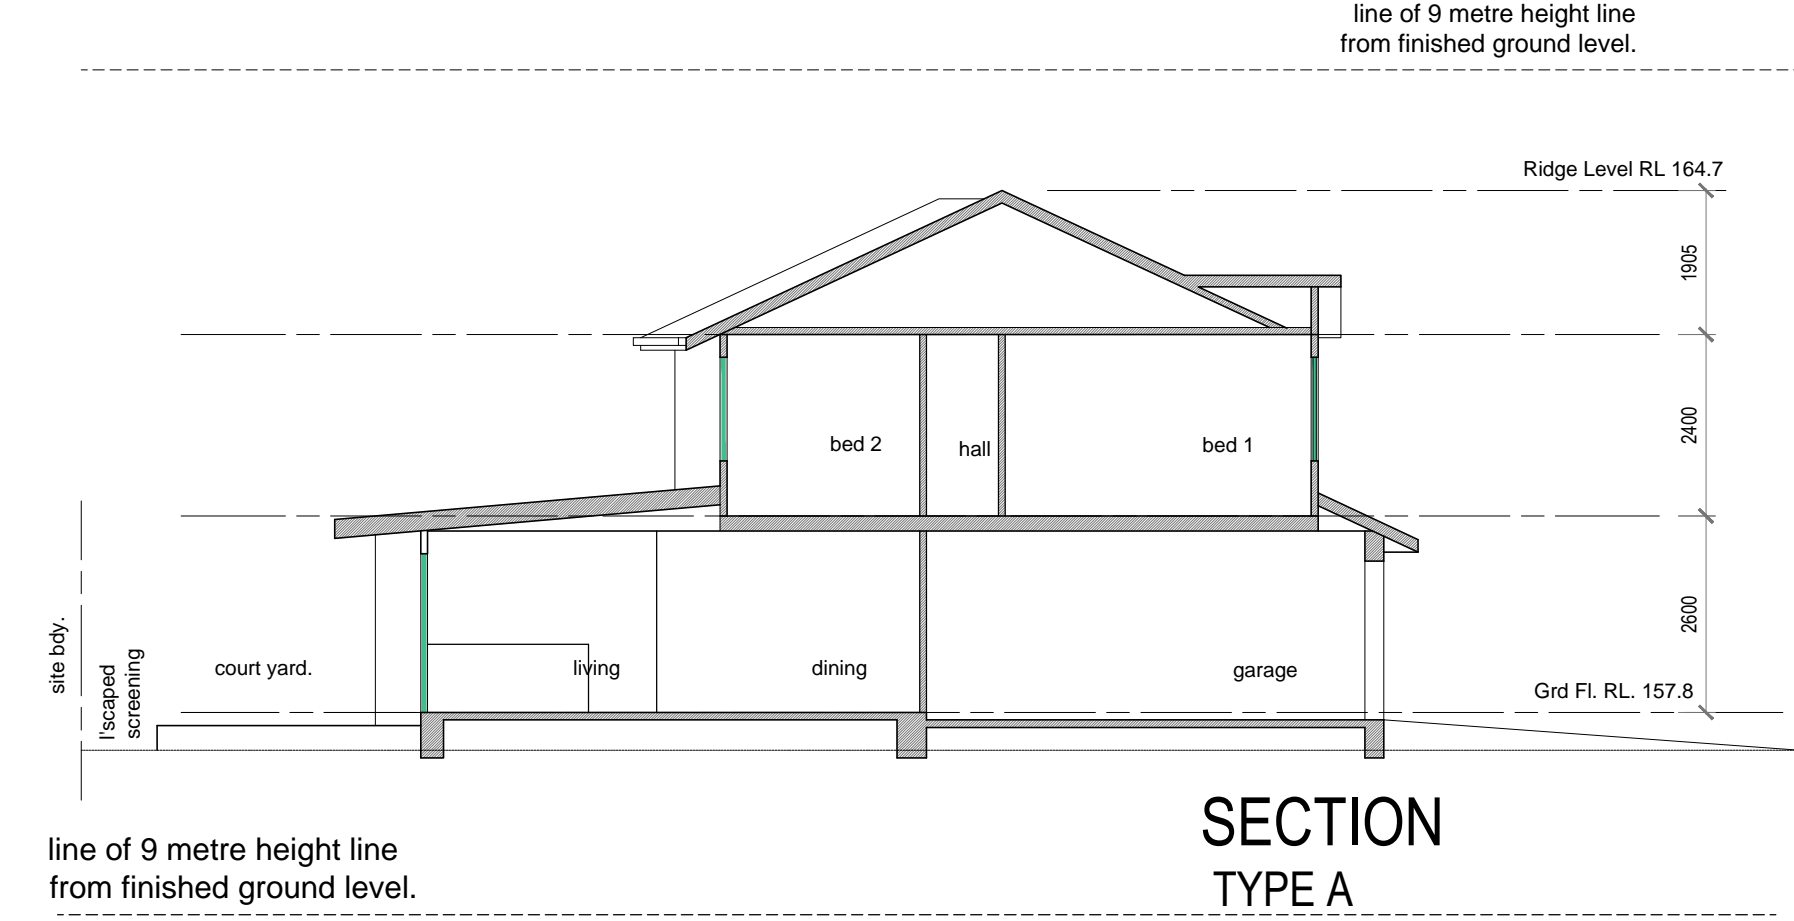 line of 9 metre height line
from finished ground level.
Ridge Level RL 164.7
1905
2400
bed 2
hall
bed 1
2600
site bdy.
l'scaped
screening
court yard.
living
dining
garage
Grd Fl. RL. 157.8
SECTION
TYPE A
line of 9 metre height line
from finished ground level.